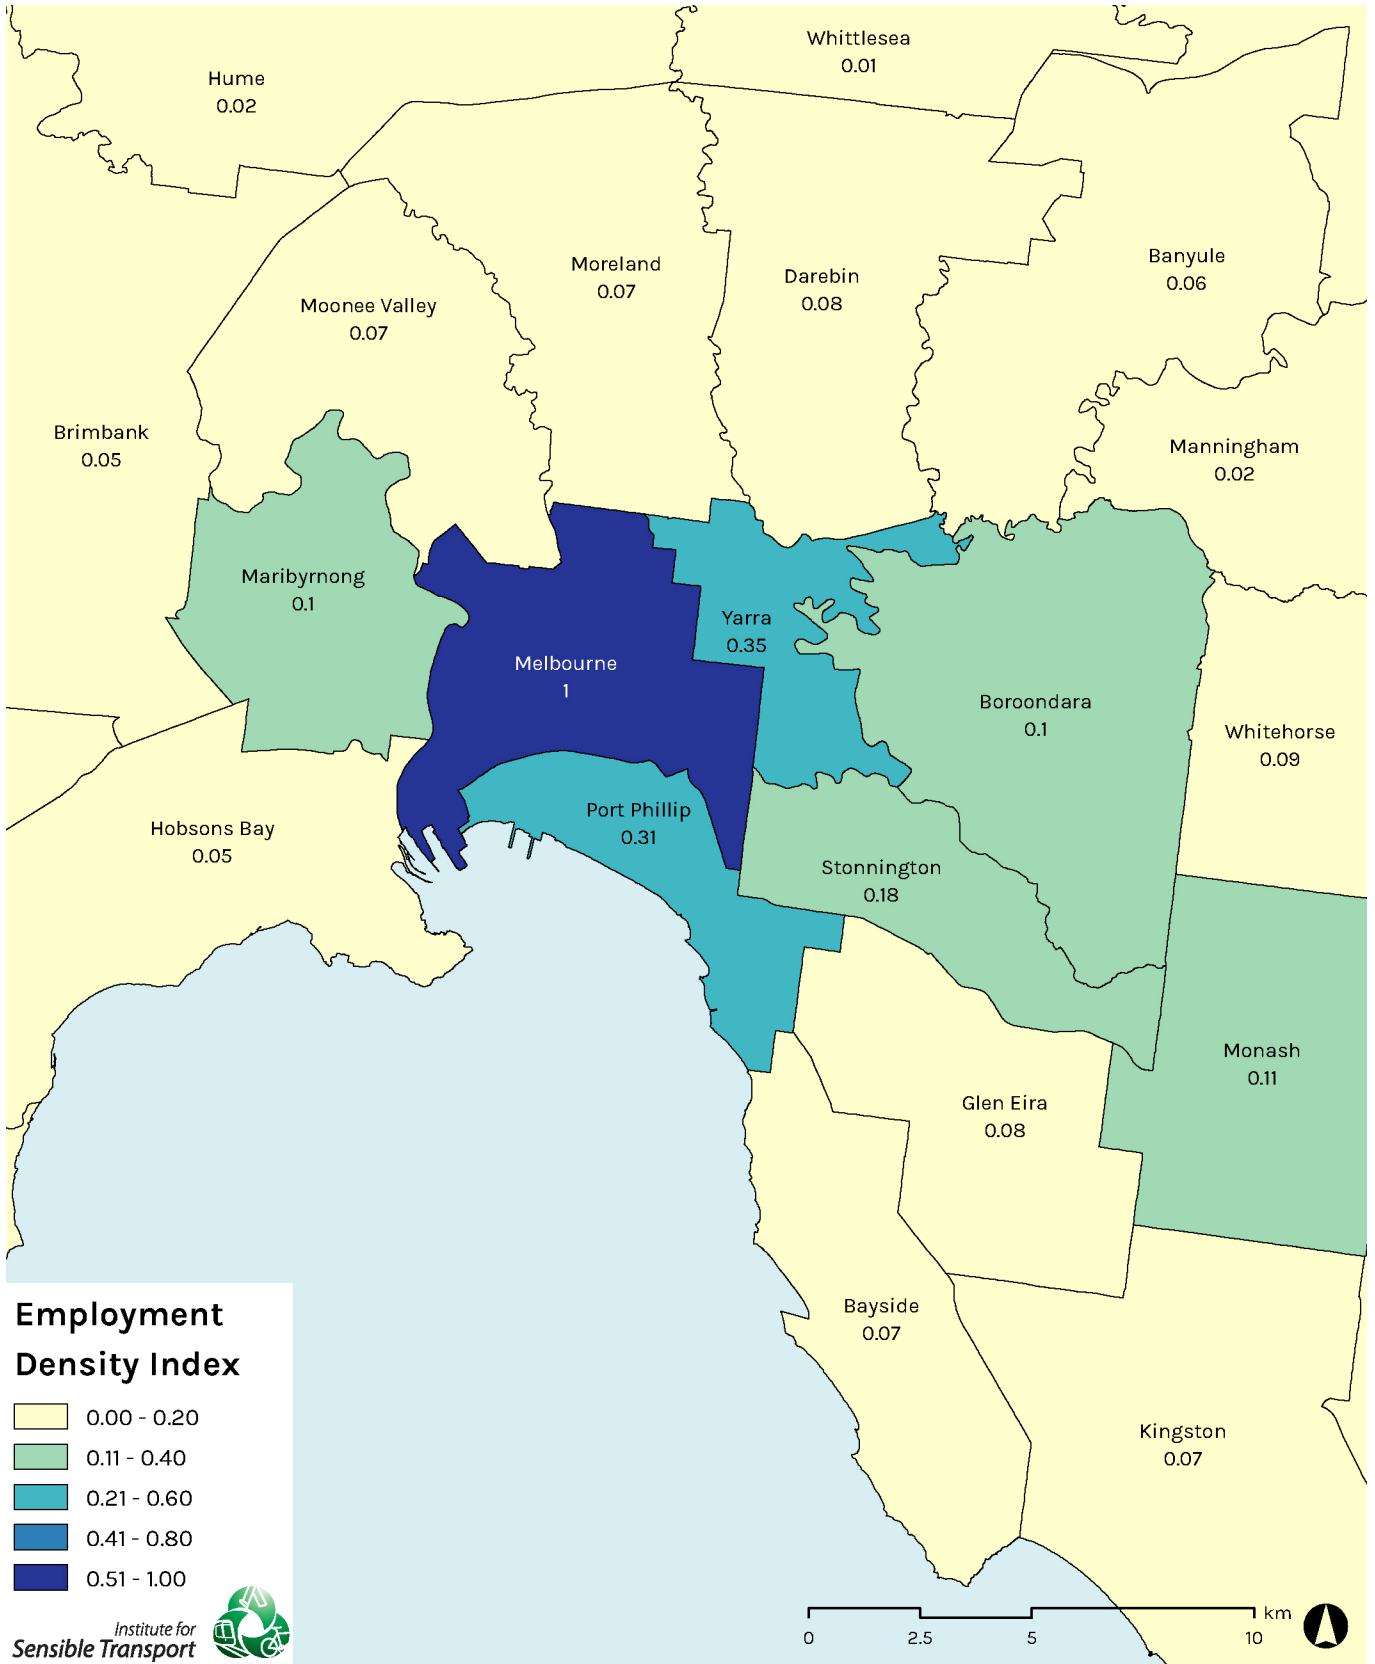 Whittlesea
0.01
Hume
0.02
Moreland
0.07
Darebin
0.08
Banyule
0.06
Moonee Valley
0.07
Brimbank
0.05
Manningham
0.02
Maribyrnong
0.1
Yarra
0.35
Melbourne
1
Boroondara
0.1
Whitehorse
0.09
Port Phillip
0.31
Hobsons Bay
0.05
Stonnington
0.18
Monash
0.11
Glen Eira
0.08
Bayside
0.07
Kingston
0.07
Employment
Density Index
0.00 - 0.20
0.11 - 0.40
0.21 - 0.60
0.41 - 0.80
0.51 - 1.00
Institute for
Sensible Transport
km
0 2.5 5 10